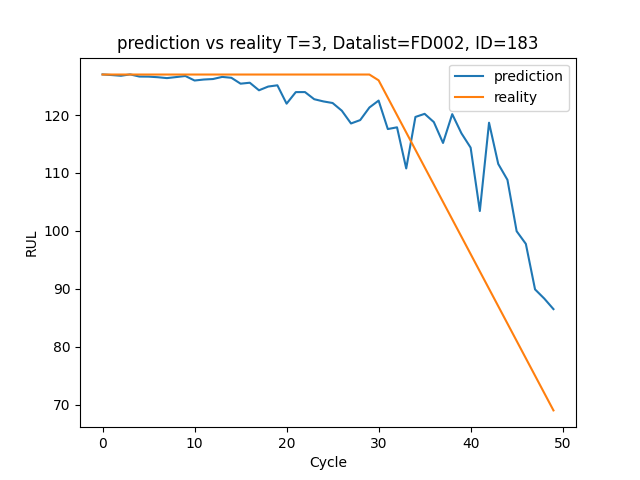 prediction vs reality T=3, Datalist=FD002, ID=183
prediction
reality
RUL
120
110
100
90
80
70
0 10 20 30 40 50
Cycle